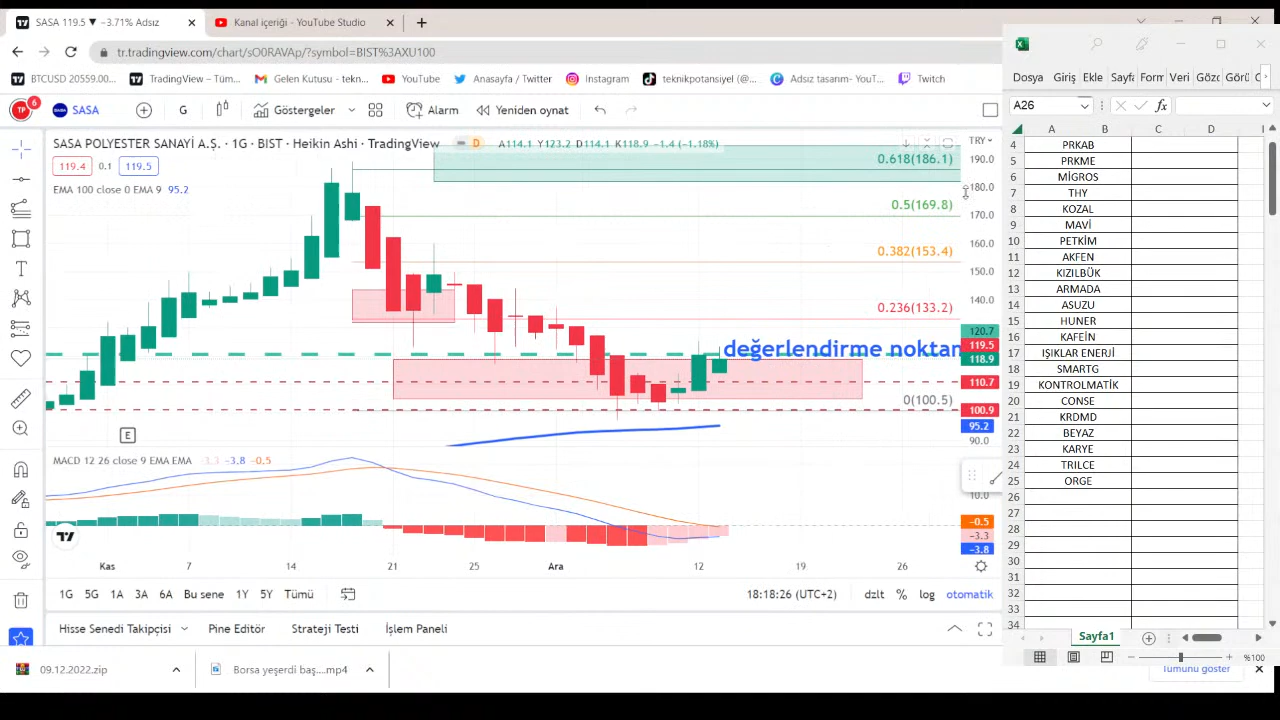 SASA 119.5 ▼ −3.71% Adsız
Kanal içeriği - YouTube Studio
tr.tradingview.com/chart/sO0RAVAp/?symbol=BIST%3AXU100
BTCUSD 20559.00...
TradingView – Tüm...
Gelen Kutusu - tekn...
YouTube
Anasayfa / Twitter
Instagram
teknikpotansiyel (@...
Adsız tasarım- YouT...
Twitch
TP
6
SASA
G
Göstergeler
Alarm
Yeniden oynat
SASA POLYESTER SANAYİ A.Ş. · 1G · BIST · Heikin Ashi · TradingView
D
A114.1 Y123.2 D114.1 K118.9 −1.4 (−1.18%)
TRY
119.4
0.1
119.5
EMA 100 close 0 EMA 9 95.2
0.618(186.1)
0.5(169.8)
0.382(153.4)
0.236(133.2)
değerlendirme noktam
0(100.5)
E
190.0
180.0
170.0
160.0
150.0
140.0
120.7
119.5
118.9
110.7
100.9
95.2
90.0
MACD 12 26 close 9 EMA EMA −3.3 −3.8 −0.5
10.0
−0.5
−3.3
−3.8
Kas
7
14
21
25
Ara
12
19
26
1G
5G
1A
3A
6A
Bu sene
1Y
5Y
Tümü
18:18:26 (UTC+2)
dzlt
%
log
otomatik
Hisse Senedi Takipçisi
Pine Editör
Strateji Testi
İşlem Paneli
09.12.2022.zip
Borsa yeşerdi baş....mp4
Tümünü göster
Dosya
Giriş
Ekle
Sayfa
Form
Veri
Gözc
Görü
A26
fx
A
B
C
D
4 PRKAB
5 PRKME
6 MİGROS
7 THY
8 KOZAL
9 MAVİ
10 PETKİM
11 AKFEN
12 KIZILBÜK
13 ARMADA
14 ASUZU
15 HUNER
16 KAFEİN
17 IŞIKLAR ENERJİ
18 SMARTG
19 KONTROLMATİK
20 CONSE
21 KRDMD
22 BEYAZ
23 KARYE
24 TRILCE
25 ORGE
26
27
28
29
30
31
32
33
34
Sayfa1
%100